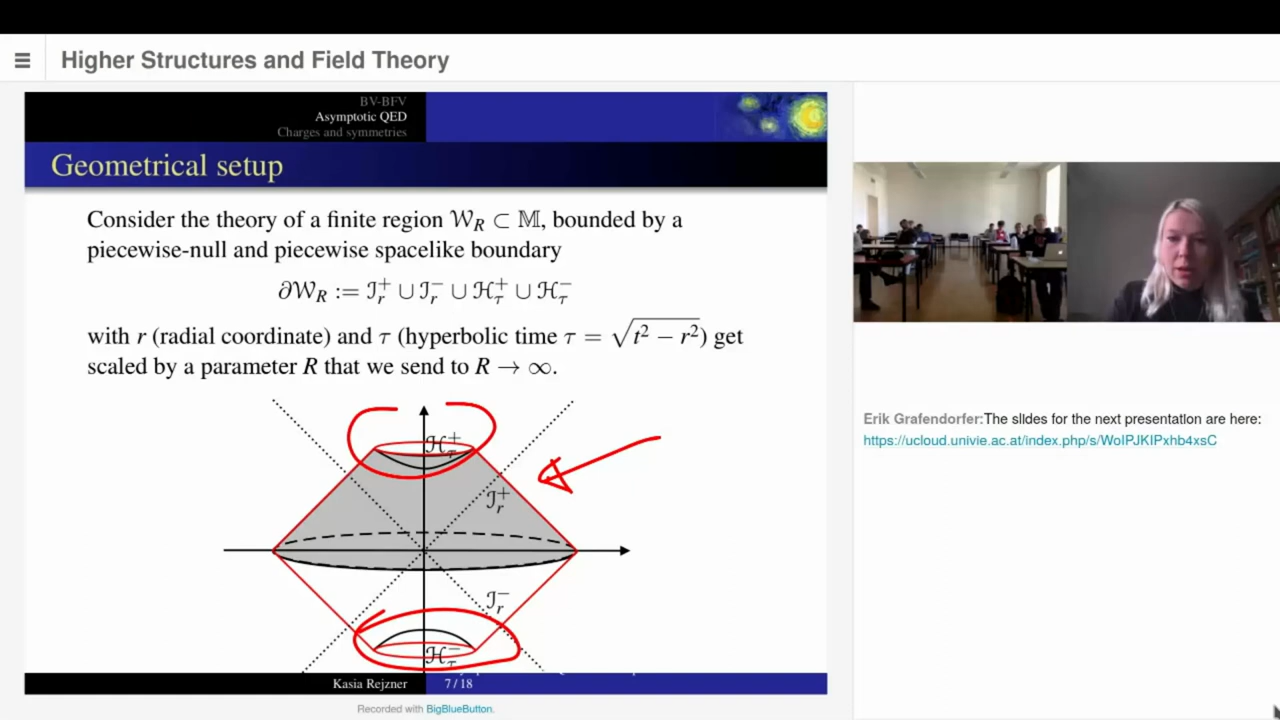 Higher Structures and Field Theory
BV-BFV
Asymptotic QED
Charges and symmetries
Geometrical setup
Consider the theory of a finite region 𝒲_R ⊂ 𝕄, bounded by a
piecewise-null and piecewise spacelike boundary
∂𝒲_R := ℐ_r^+ ∪ ℐ_r^- ∪ ℋ_τ^+ ∪ ℋ_τ^-
with r (radial coordinate) and τ (hyperbolic time τ = √(t² − r²)) get
scaled by a parameter R that we send to R → ∞.
ℋ_τ^+
ℐ_r^+
ℐ_r^-
ℋ_τ^-
Kasia Rejzner
7 / 18
Recorded with BigBlueButton.
Erik Grafendorfer:The slides for the next presentation are here:
https://ucloud.univie.ac.at/index.php/s/WoIPJKIPxhb4xsC